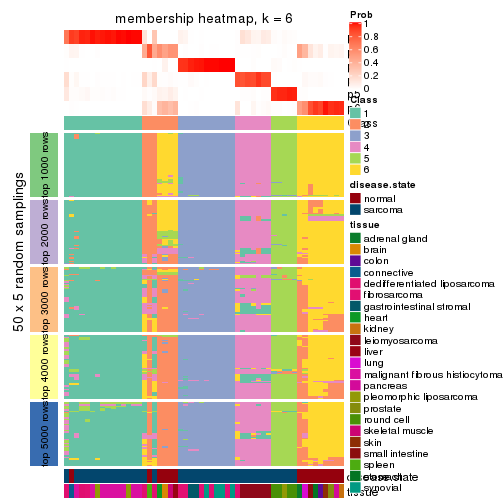 membership heatmap, k = 6
50 x 5 random samplings
top 1000 rows
top 2000 rows
top 3000 rows
top 4000 rows
top 5000 rows
Prob
1
0.8
0.6
0.4
0.2
0
Class
1
2
3
4
5
6
disease.state
normal
sarcoma
tissue
adrenal gland
brain
colon
connective
dedifferentiated liposarcoma
fibrosarcoma
gastrointestinal stromal
heart
kidney
leiomyosarcoma
liver
lung
malignant fibrous histiocytoma
pancreas
pleomorphic liposarcoma
prostate
round cell
skeletal muscle
skin
small intestine
spleen
stomach
synovial
disease.state
tissue